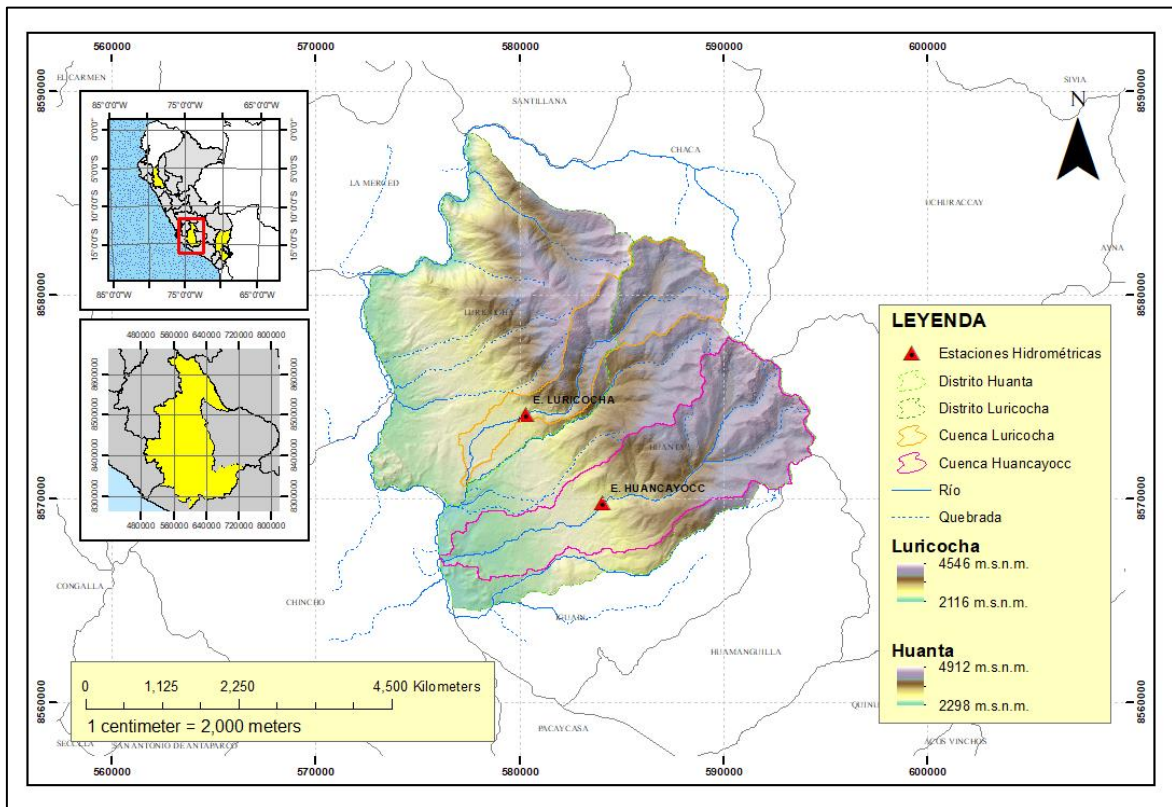 560000 570000 580000 590000 600000
8590000 8590000
8580000 8580000
8570000 8570000
8560000 8560000
560000 570000 580000 590000 600000
EL CARMEN
SANTILLANA
SIVIA
N
CHACA
LA MERCED
UCHURACCAY
AYNA
LURICOCHA
E. LURICOCHA
HUANTA
E. HUANCAYOCC
CONGALLA
CHINCHO
IGUAIN
HUAMANGUILLA
PACAYCASA
SAN ANTONIO DE ANTAPARCO
ACOS VINCHOS
85°0'0"W 75°0'0"W 65°0'0"W
0°0'0" 0°0'0"
5°0'0"S 5°0'0"S
10°0'0"S 10°0'0"S
15°0'0"S 15°0'0"S
85°0'0"W 75°0'0"W 65°0'0"W
480000 560000 640000 720000 800000
8600000 8600000
8500000 8500000
8400000 8400000
8300000 8300000
480000 560000 640000 720000 800000
LEYENDA
Estaciones Hidrométricas
Distrito Huanta
Distrito Luricocha
Cuenca Luricocha
Cuenca Huancayocc
Río
Quebrada
Luricocha
4546 m.s.n.m.
2116 m.s.n.m.
Huanta
4912 m.s.n.m.
2298 m.s.n.m.
0 1,125 2,250 4,500 Kilometers
1 centimeter = 2,000 meters